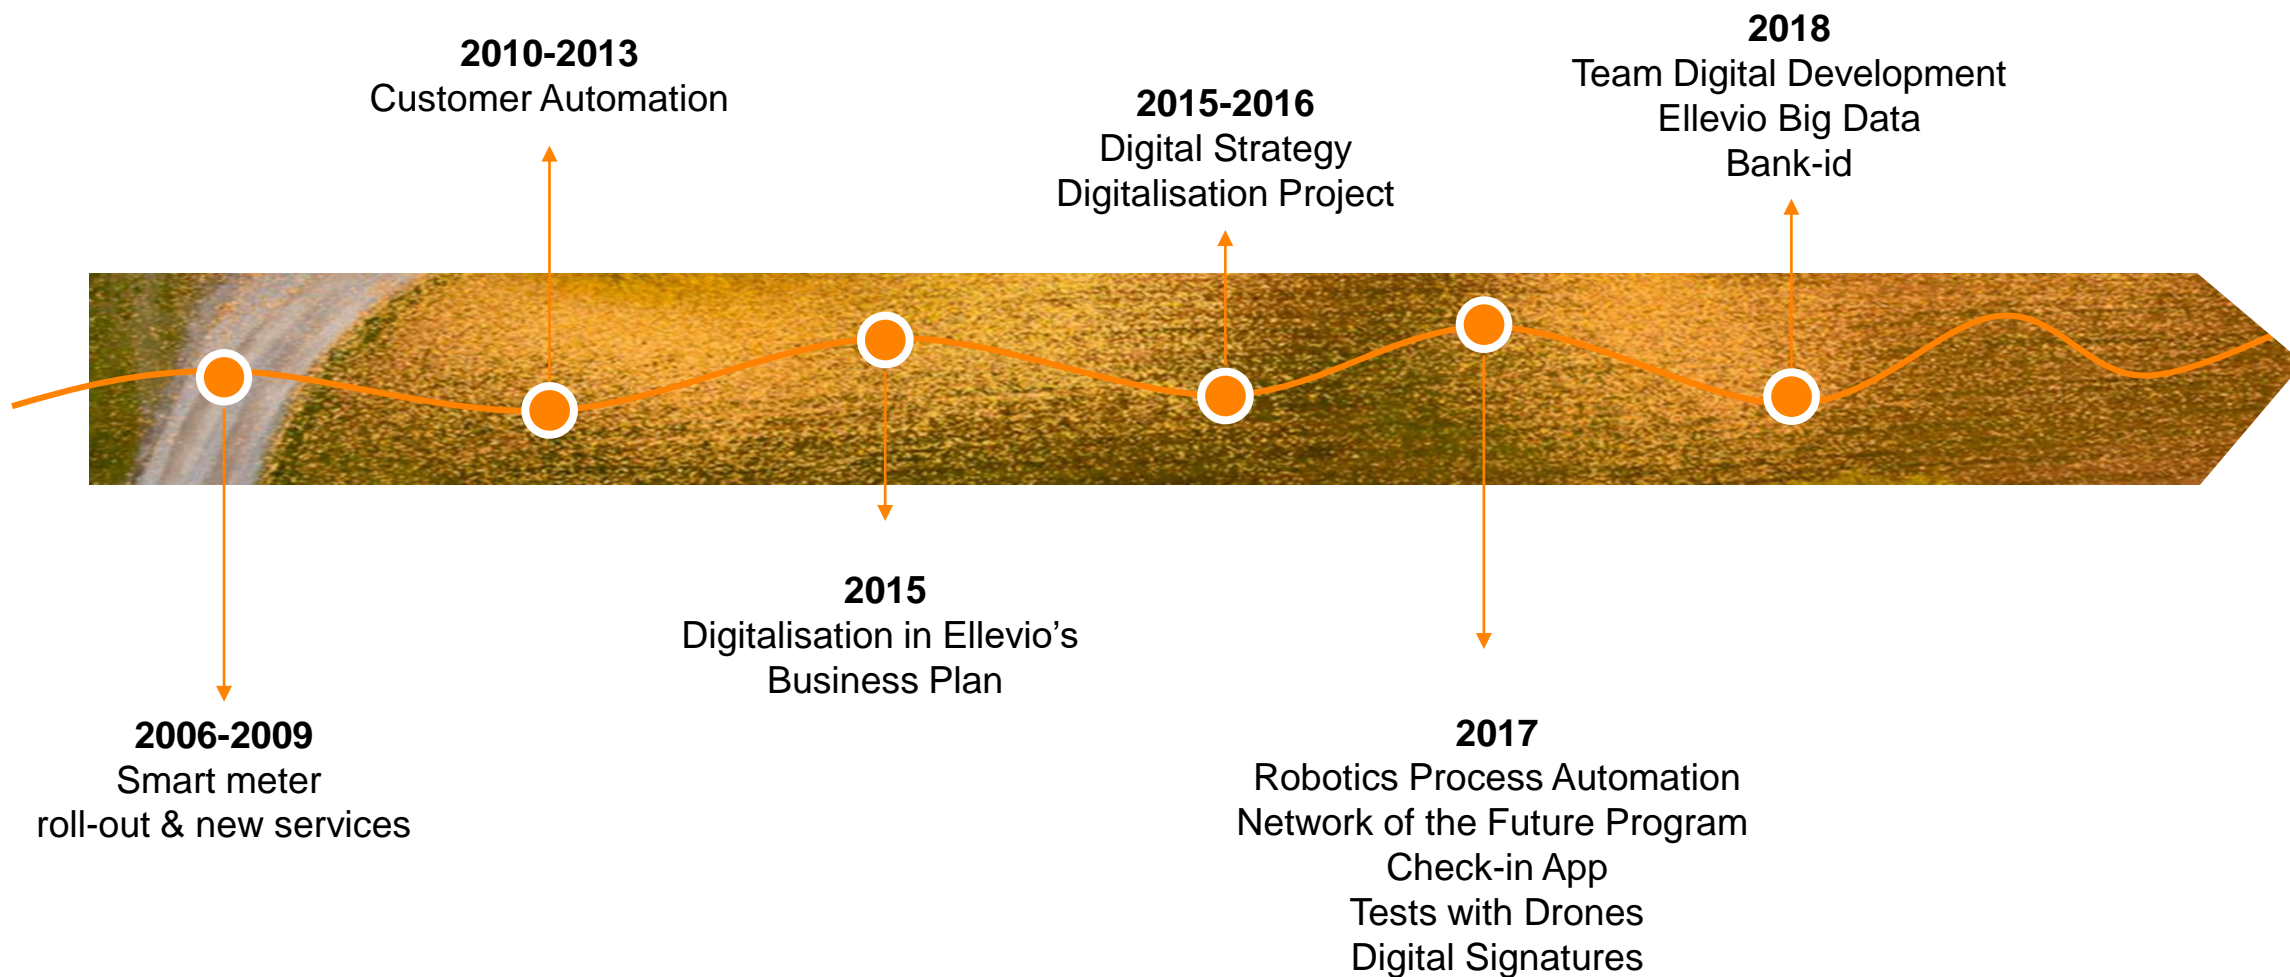 2006-2009
Smart meter
roll-out & new services
2010-2013
Customer Automation
2015
Digitalisation in Ellevio’s
Business Plan
2015-2016
Digital Strategy
Digitalisation Project
2017
Robotics Process Automation
Network of the Future Program
Check-in App
Tests with Drones
Digital Signatures
2018
Team Digital Development
Ellevio Big Data
Bank-id